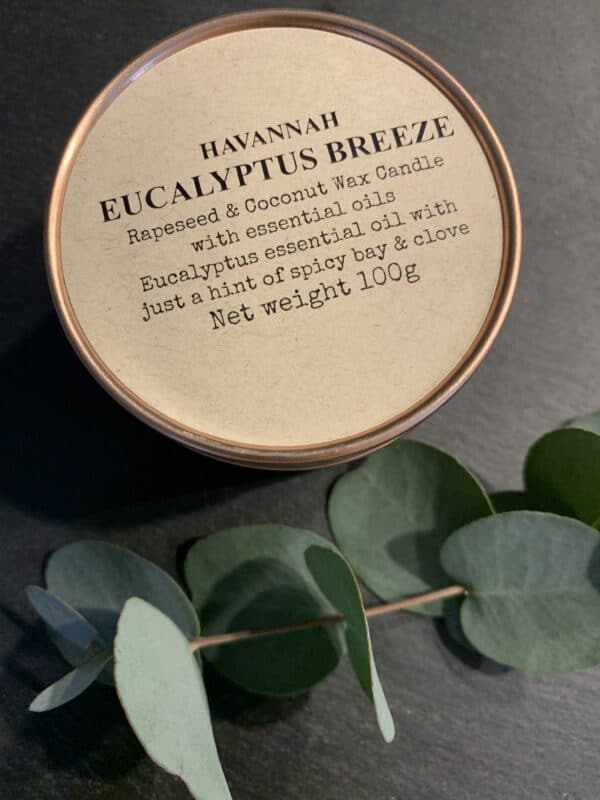 HAVANNAH
EUCALYPTUS BREEZE
Rapeseed & Coconut Wax Candle
with essential oils
Eucalyptus essential oil with
just a hint of spicy bay & clove
Net weight 100g